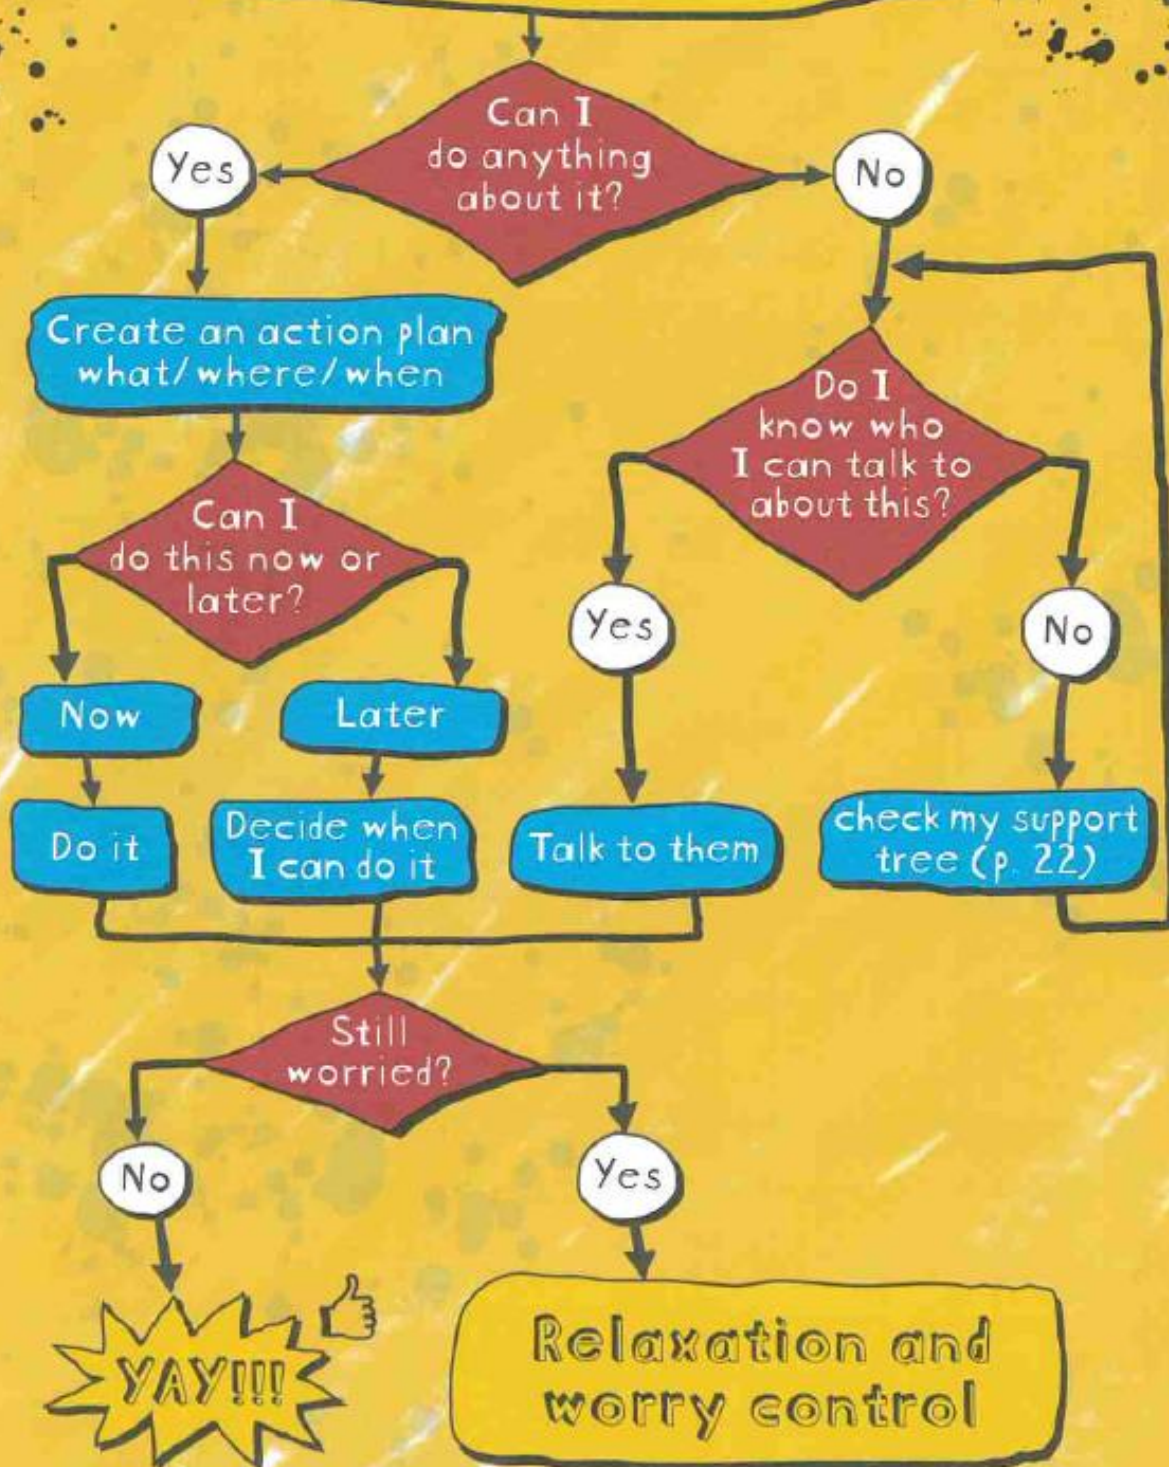 Can I
do anything
about it?
Yes
No
Create an action plan
what/where/when
Do I
know who
I can talk to
about this?
Can I
do this now or
later?
Yes
No
Now
Later
Do it
Decide when
I can do it
Talk to them
check my support
tree (p. 22)
Still
worried?
No
Yes
YAY!!!
Relaxation and
worry control